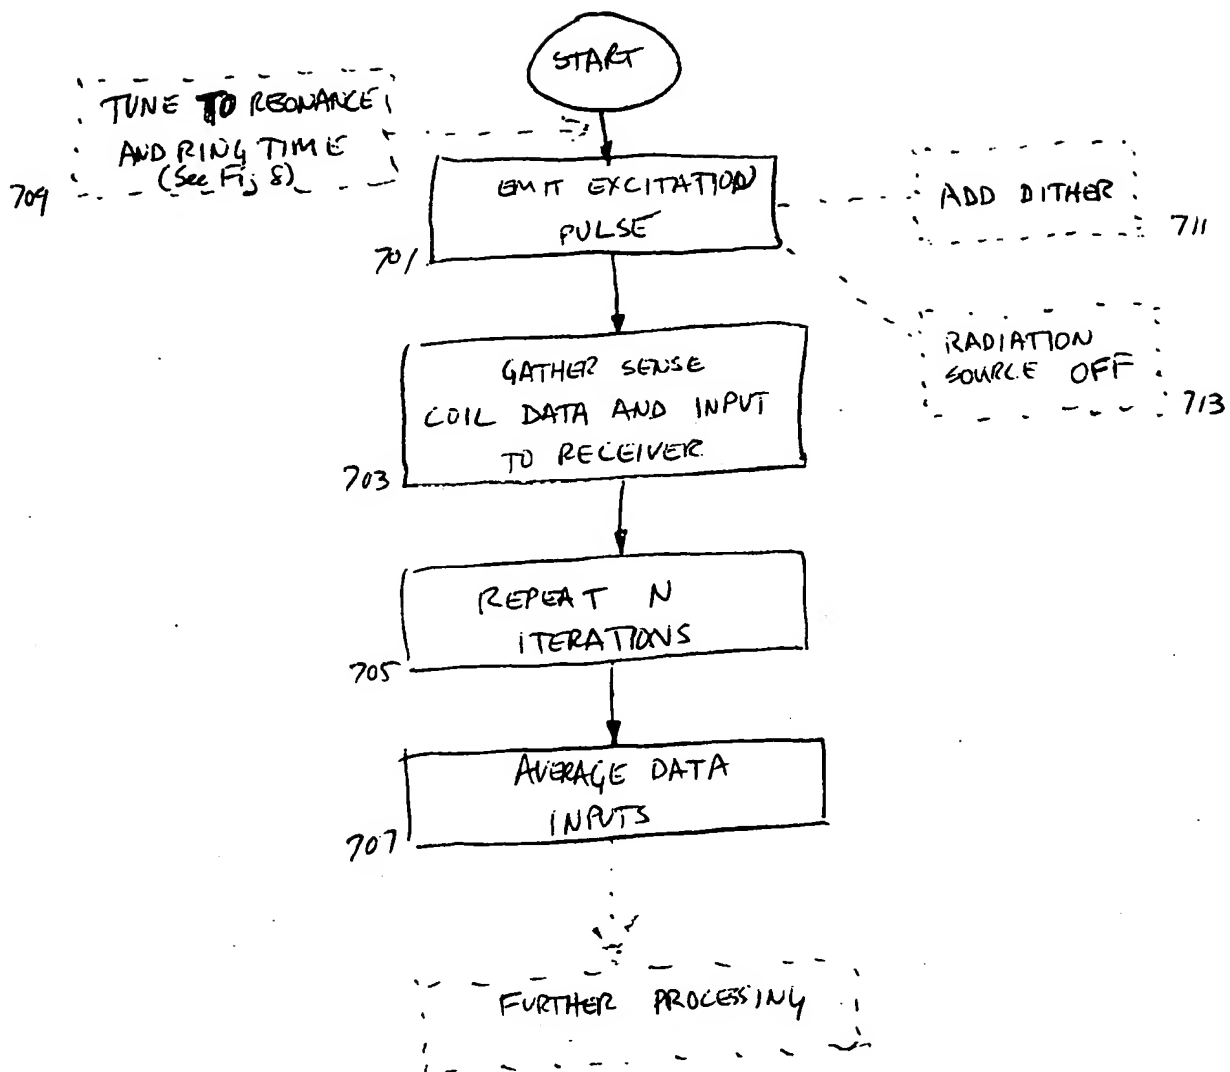 START
TUNE TO RESONANCE
AND RING TIME
(See Fig 8)
709
EMIT EXCITATION
PULSE
701
ADD DITHER
711
RADIATION
SOURCE OFF
713
GATHER SENSE
COIL DATA AND INPUT
TO RECEIVER
703
REPEAT N
ITERATIONS
705
AVERAGE DATA
INPUTS
707
FURTHER PROCESSING